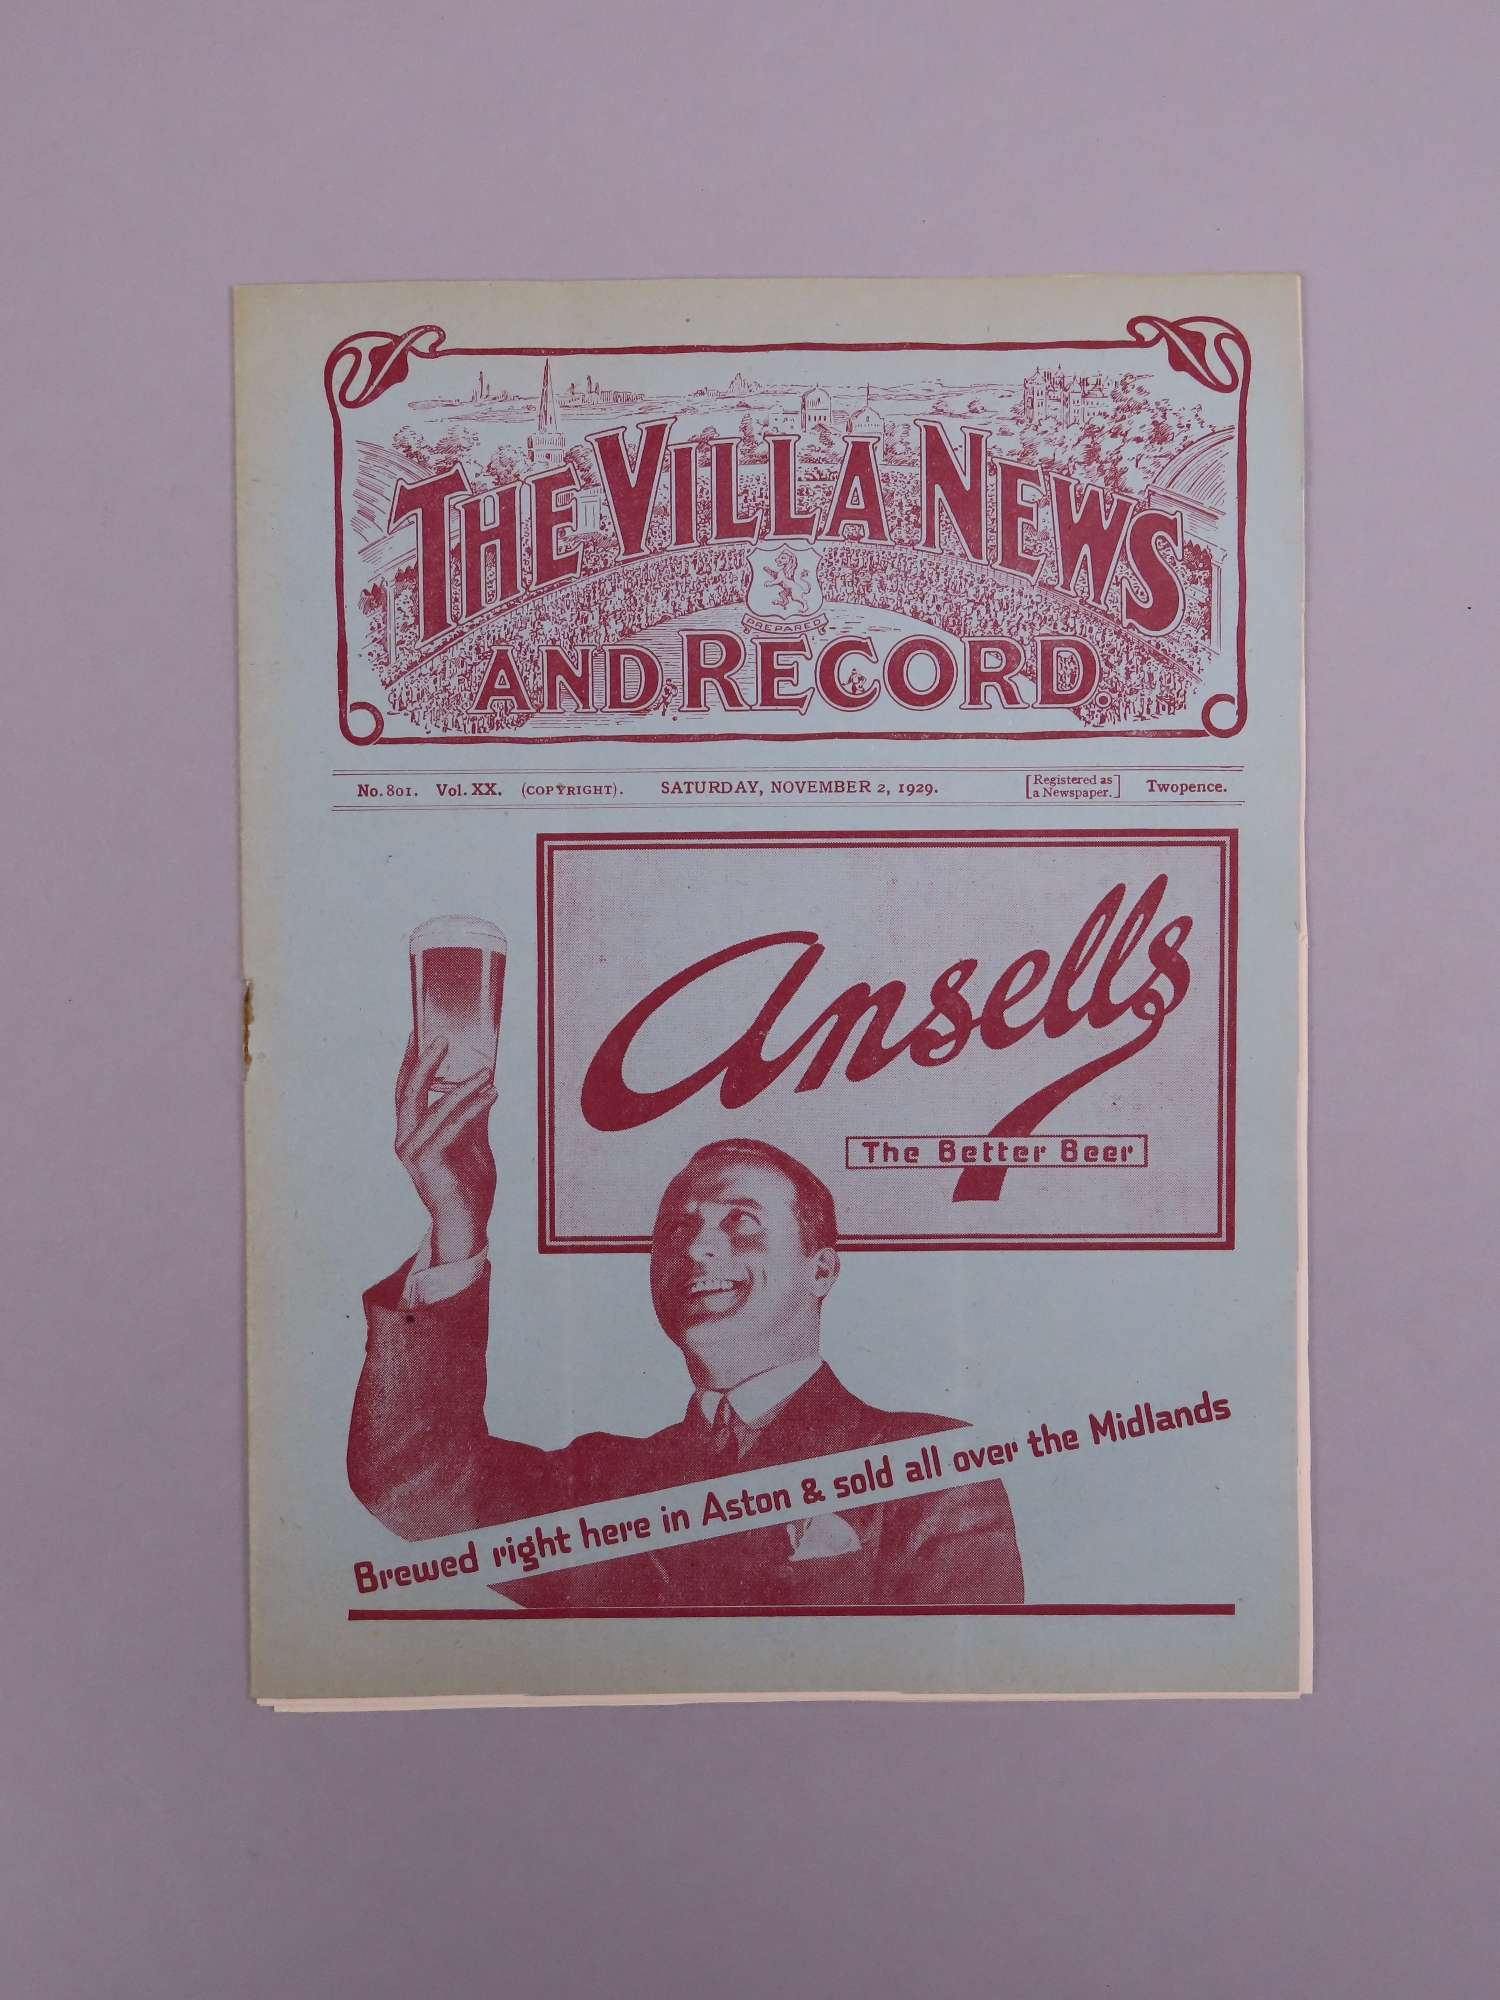 THE VILLA NEWS
PREPARED
AND RECORD.
No. 801. Vol. XX. (COPYRIGHT). SATURDAY, NOVEMBER 2, 1929. [Registered as a Newspaper.] Twopence.
Ansells
The Better Beer
Brewed right here in Aston & sold all over the Midlands